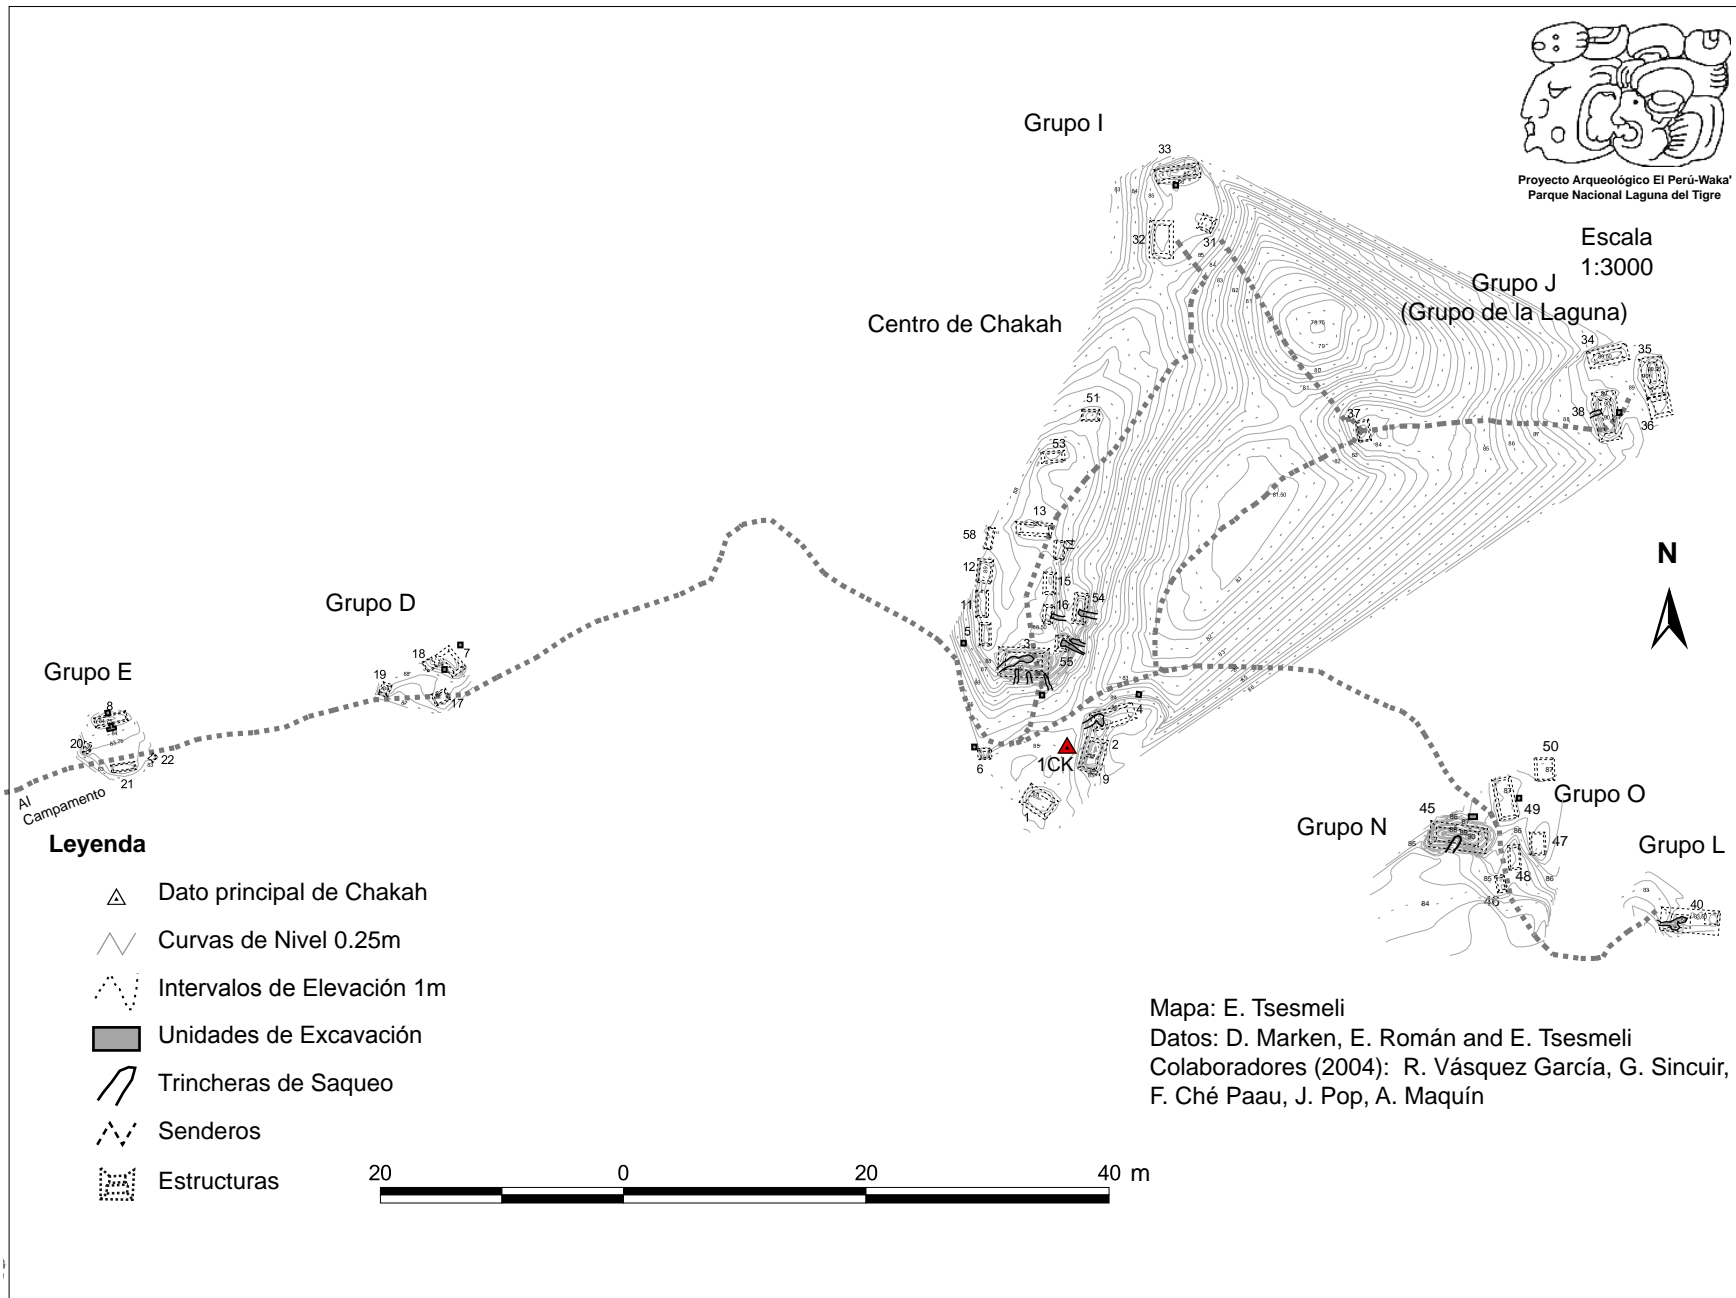 Proyecto Arqueológico El Perú-Waka'
Parque Nacional Laguna del Tigre
Escala
1:3000
Grupo I
33
32
31
Grupo J
(Grupo de la Laguna)
34
35
38
36
37
Centro de Chakah
51
53
13
58
14
12
15
11
16
54
5
3
55
4
2
1CK
9
6
1
N
Grupo D
18
7
19
17
Grupo E
8
20
22
21
Al
Campamento
50
Grupo O
49
45
Grupo N
47
48
46
Grupo L
40
Leyenda
Dato principal de Chakah
Curvas de Nivel 0.25m
Intervalos de Elevación 1m
Unidades de Excavación
Trincheras de Saqueo
Senderos
Estructuras
20 0 20 40 m
Mapa: E. Tsesmeli
Datos: D. Marken, E. Román and E. Tsesmeli
Colaboradores (2004): R. Vásquez García, G. Sincuir,
F. Ché Paau, J. Pop, A. Maquín